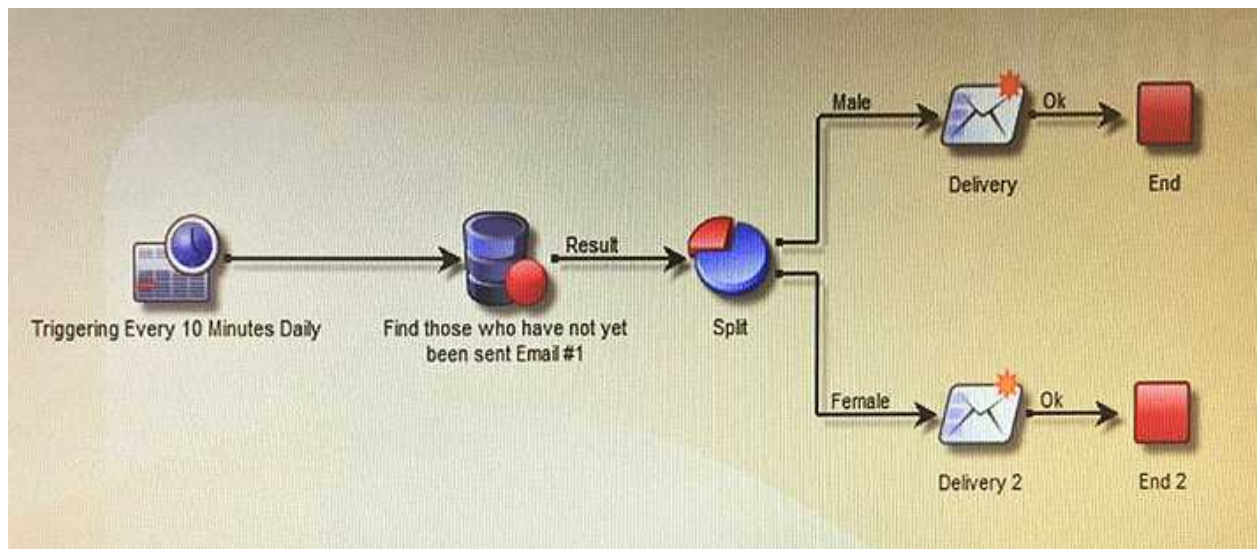 Male
Ok
Delivery
End
Result
Triggering Every 10 Minutes Daily
Find those who have not yet
been sent Email #1
Split
Female
Ok
Delivery 2
End 2